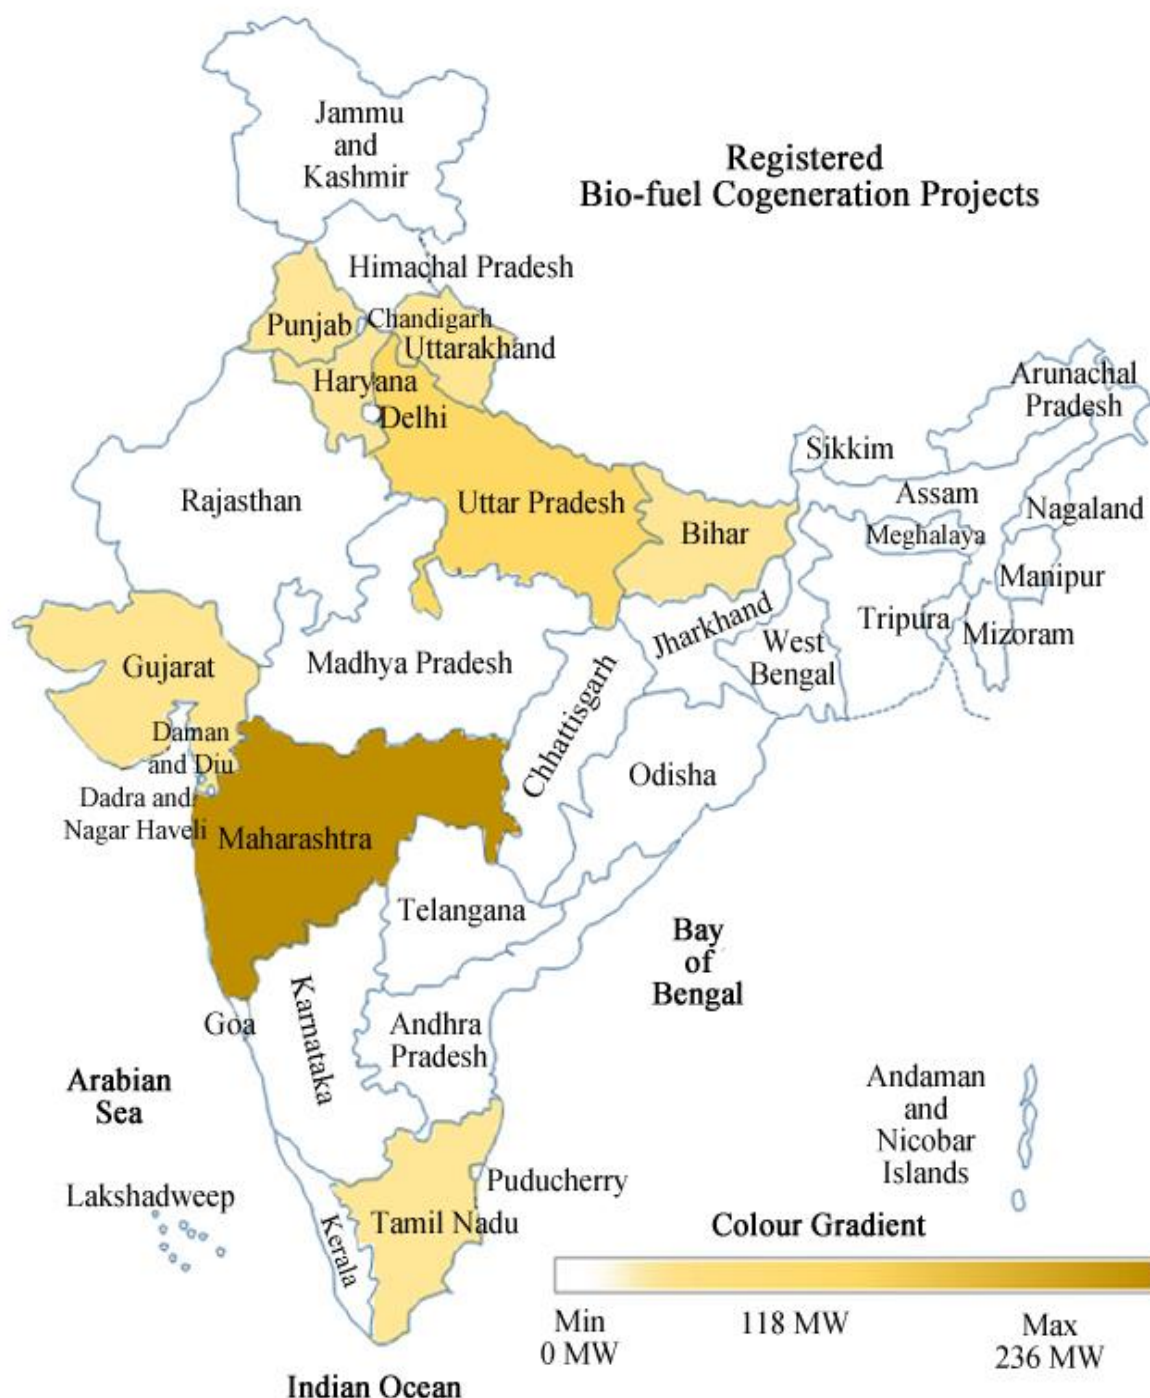 Jammu
and
Kashmir
Registered
Bio-fuel Cogeneration Projects
Himachal Pradesh
Punjab
Chandigarh
Uttarakhand
Haryana
Delhi
Arunachal
Pradesh
Sikkim
Rajasthan
Uttar Pradesh
Assam
Nagaland
Bihar
Meghalaya
Manipur
Jharkhand
Tripura
Mizoram
West
Bengal
Gujarat
Madhya Pradesh
Chhattisgarh
Daman
and Diu
Dadra and
Nagar Haveli
Odisha
Maharashtra
Telangana
Bay
of
Bengal
Karnataka
Goa
Andhra
Pradesh
Arabian
Sea
Andaman
and
Nicobar
Islands
Puducherry
Lakshadweep
Kerala
Tamil Nadu
Colour Gradient
Min
0 MW
118 MW
Max
236 MW
Indian Ocean